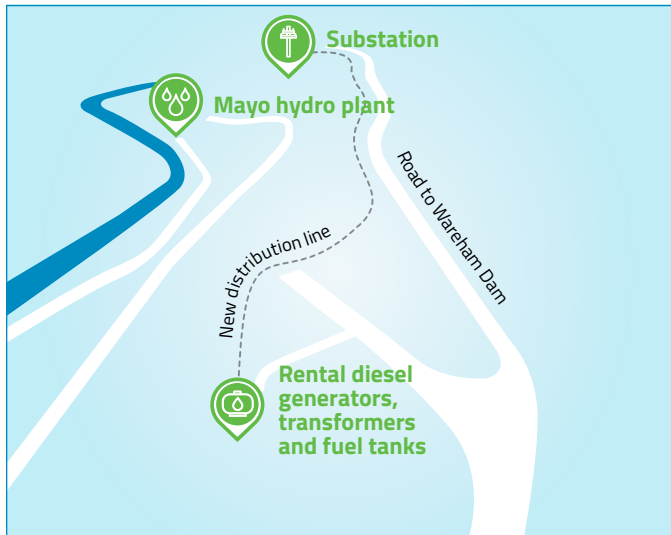 Substation
Mayo hydro plant
Road to Wareham Dam
New distribution line
Rental diesel
generators,
transformers
and fuel tanks